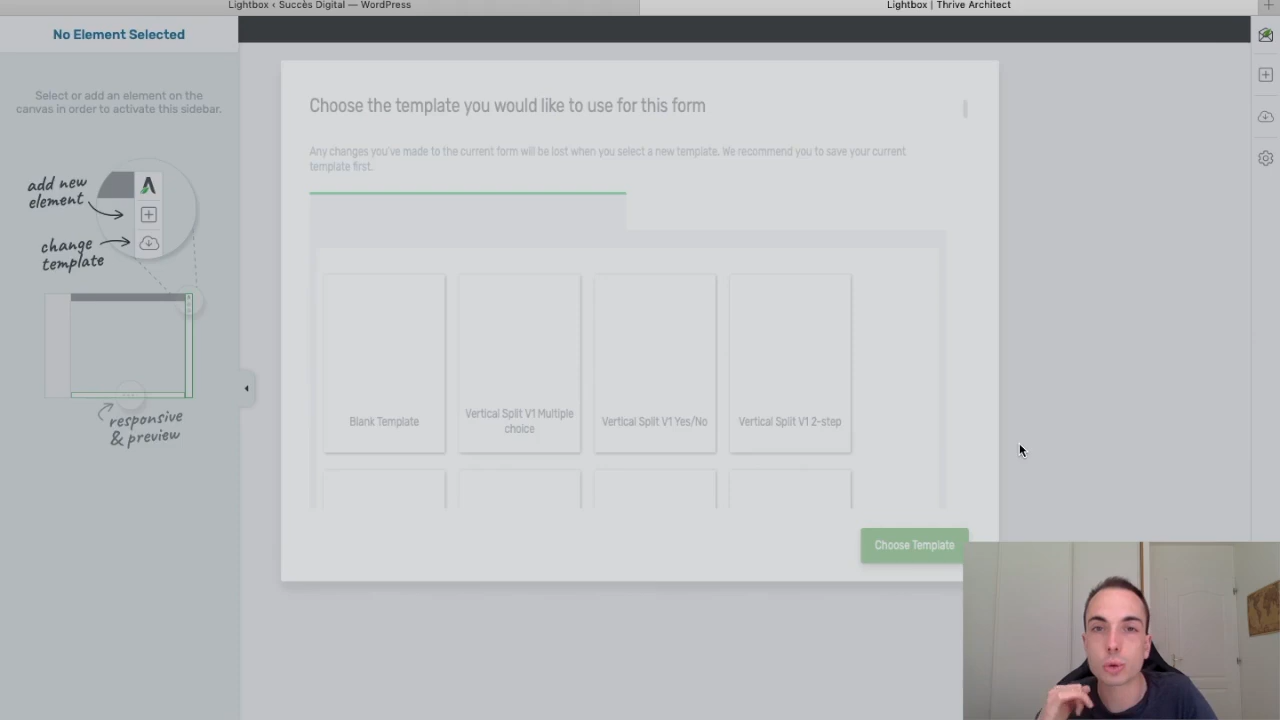 Lightbox ‹ Succès Digital — WordPress
Lightbox | Thrive Architect
No Element Selected
Select or add an element on the
canvas in order to activate this sidebar.
add new
element
change
template
responsive
& preview
Choose the template you would like to use for this form
Any changes you've made to the current form will be lost when you select a new template. We recommend you to save your current
template first.
Blank Template
Vertical Split V1 Multiple
choice
Vertical Split V1 Yes/No
Vertical Split V1 2-step
Choose Template